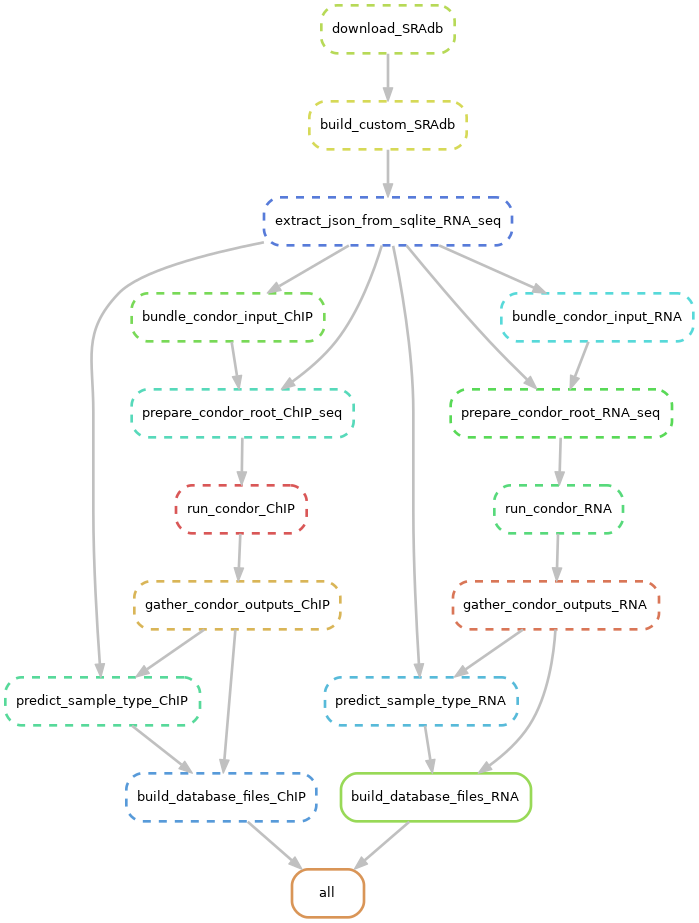 download_SRAdb
build_custom_SRAdb
extract_json_from_sqlite_RNA_seq
bundle_condor_input_ChIP
bundle_condor_input_RNA
prepare_condor_root_ChIP_seq
prepare_condor_root_RNA_seq
run_condor_ChIP
run_condor_RNA
gather_condor_outputs_ChIP
gather_condor_outputs_RNA
predict_sample_type_ChIP
predict_sample_type_RNA
build_database_files_ChIP
build_database_files_RNA
all